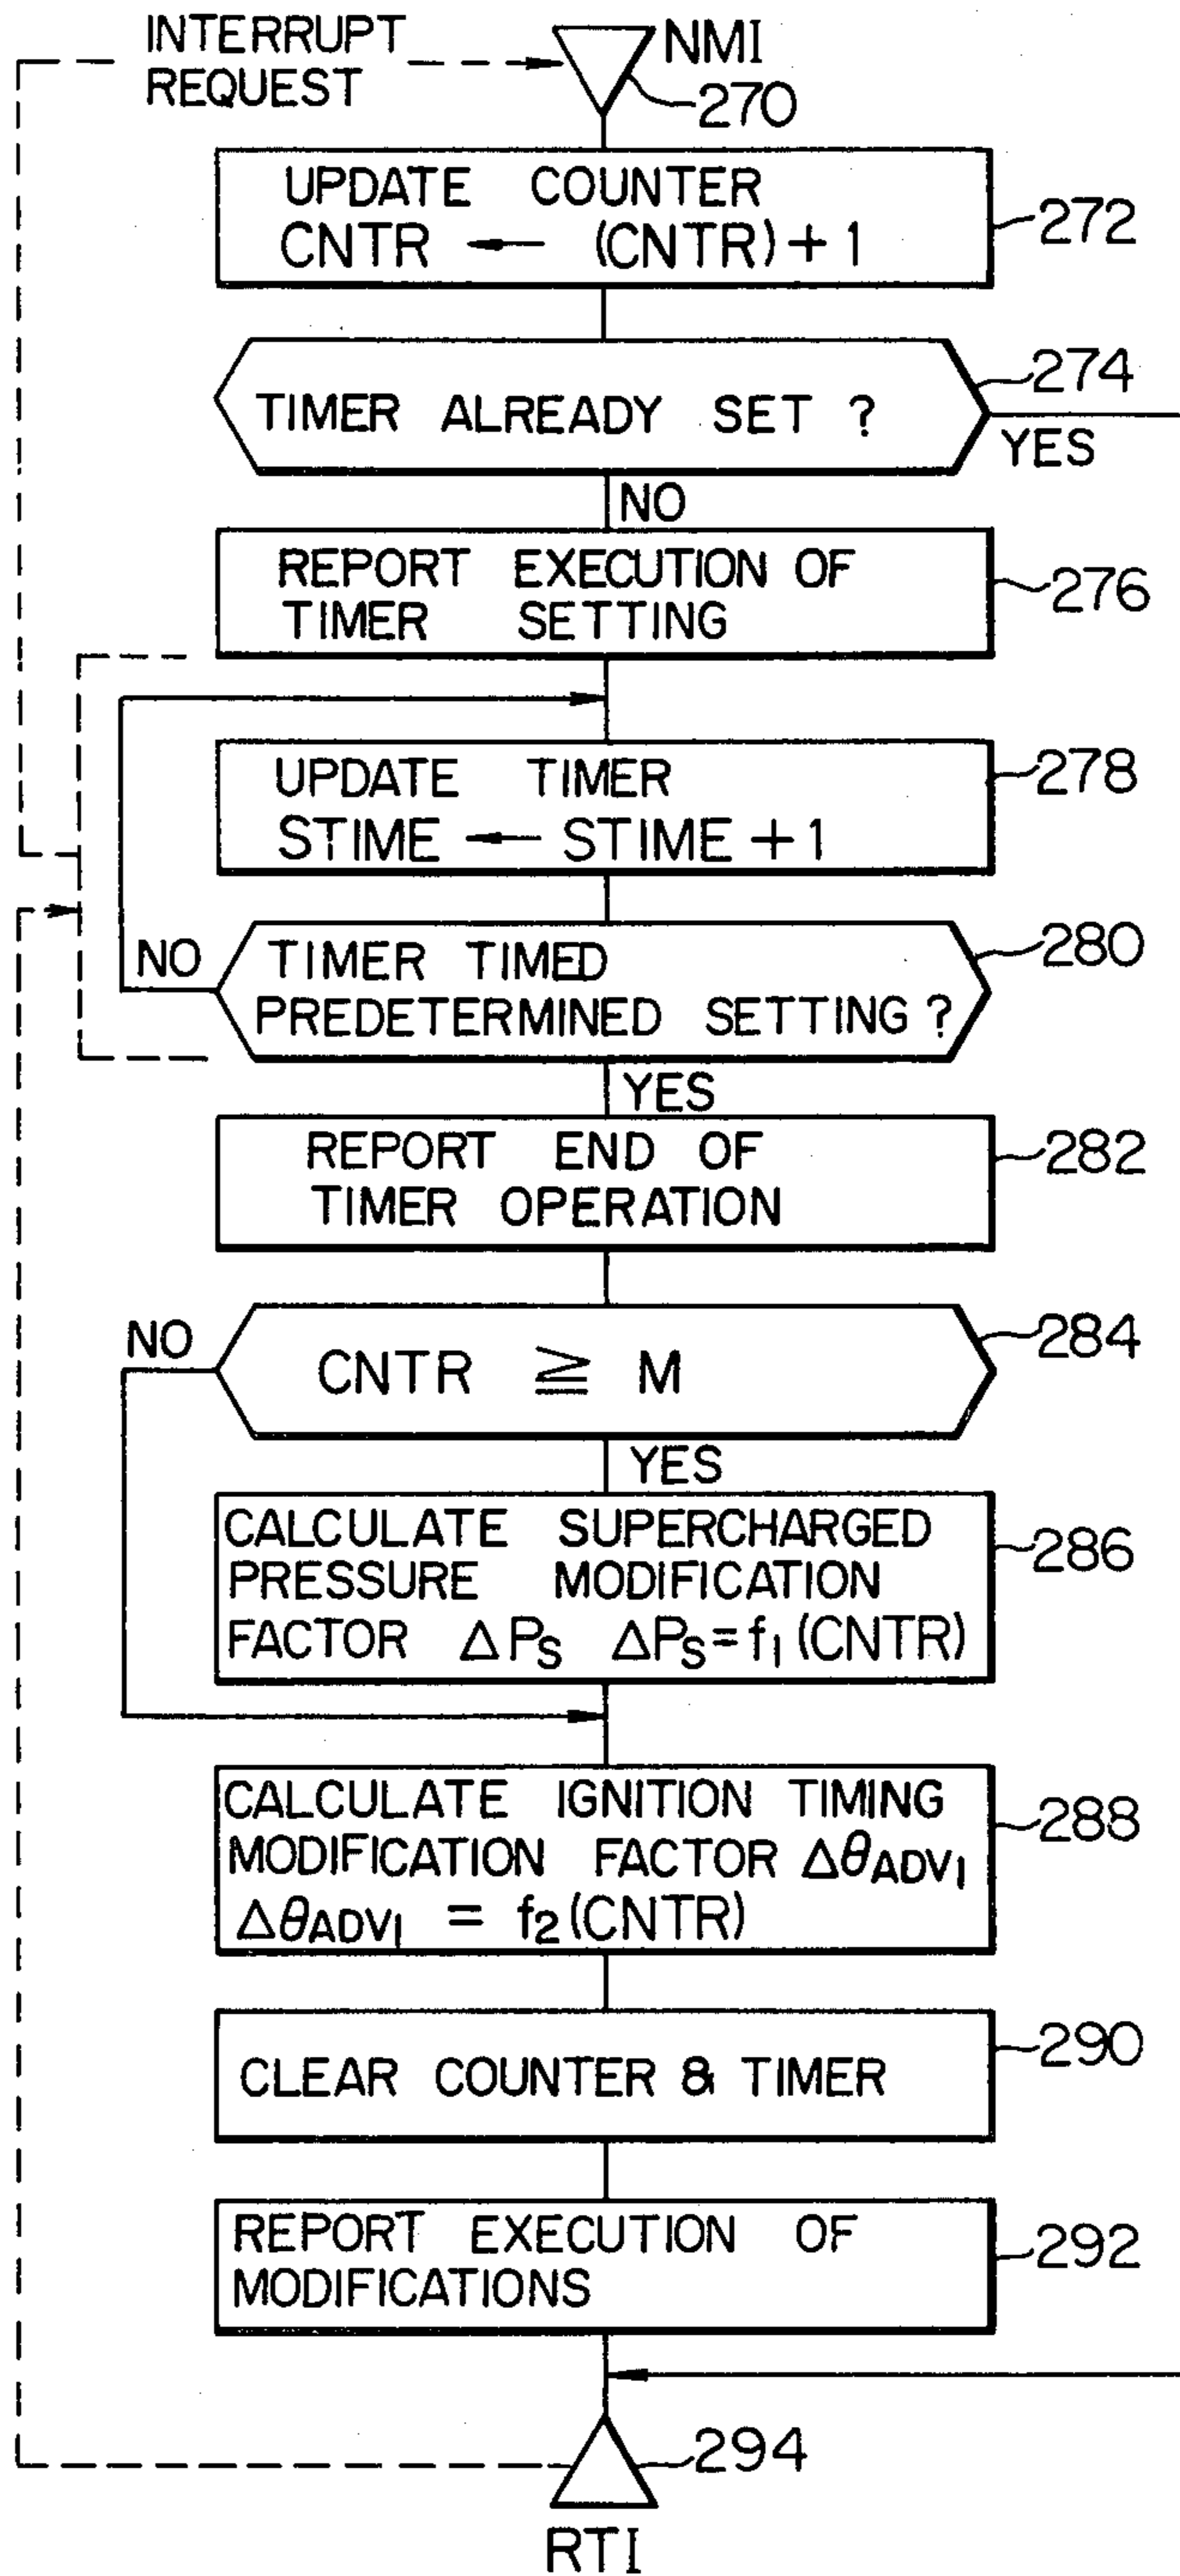 INTERRUPT
REQUEST
NMI
270
UPDATE COUNTER
CNTR ← (CNTR)+1
272
TIMER ALREADY SET ?
274
YES
NO
REPORT EXECUTION OF
TIMER SETTING
276
UPDATE TIMER
STIME ← STIME +1
278
NO
TIMER TIMED
PREDETERMINED SETTING ?
280
YES
REPORT END OF
TIMER OPERATION
282
NO
CNTR ≧ M
284
YES
CALCULATE SUPERCHARGED
PRESSURE MODIFICATION
FACTOR ΔPS ΔPS=f1(CNTR)
286
CALCULATE IGNITION TIMING
MODIFICATION FACTOR ΔθADV1
ΔθADV1 = f2(CNTR)
288
CLEAR COUNTER & TIMER
290
REPORT EXECUTION OF
MODIFICATIONS
292
294
RTI